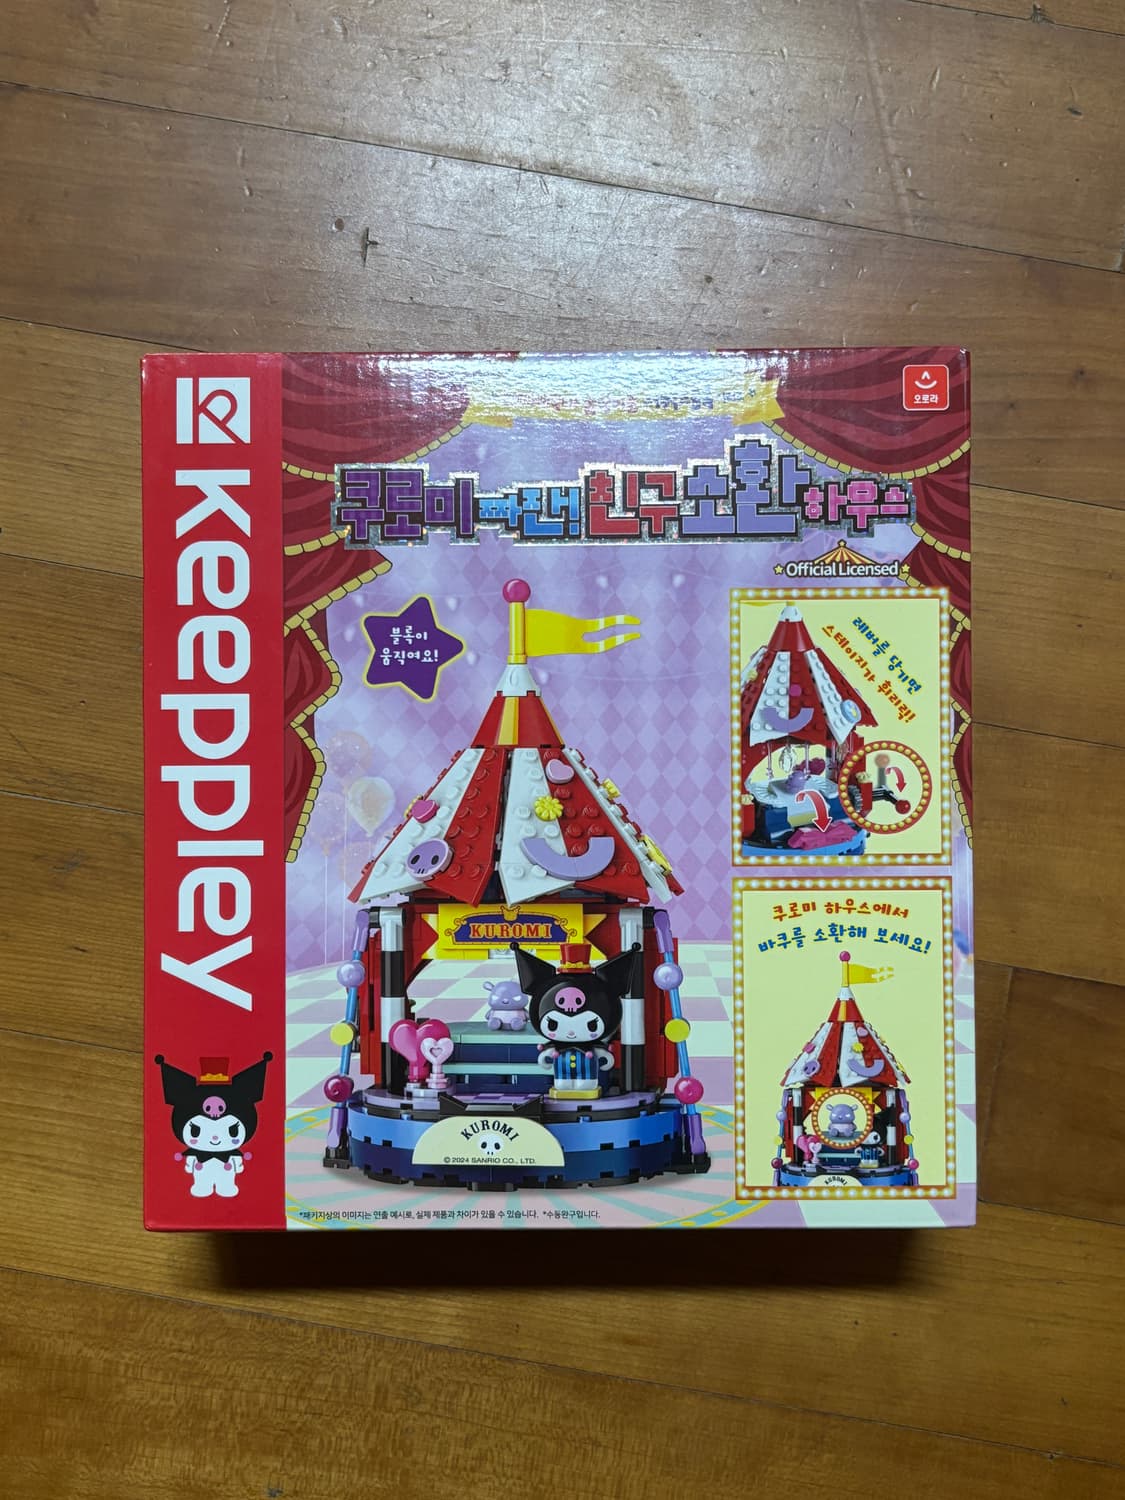 오로라
쿠로미 짜잔! 친구 소환 하우스
Official Licensed
Keeppley
블록이
움직여요!
레버를 당기면
스테이지가 휘리릭!
KUROMI
쿠로미 하우스에서
바쿠를 소환해 보세요!
KUROMI
© 2024 SANRIO CO., LTD.
KUROMI
*패키지상의 이미지는 연출 예시로, 실제 제품과 차이가 있을 수 있습니다. *수동완구입니다.